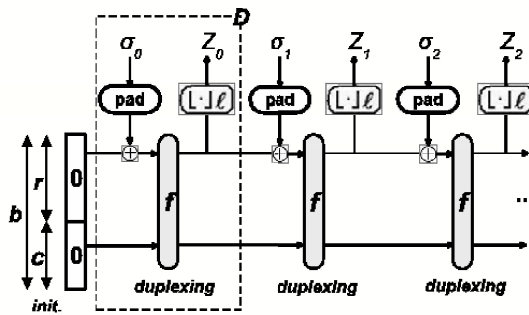 D
σ₀ Z₀ σ₁ Z₁ σ₂ Z₂
pad ⌊·⌋ℓ pad ⌊·⌋ℓ pad ⌊·⌋ℓ
r 0 f f f ...
b
c 0
init. duplexing duplexing duplexing